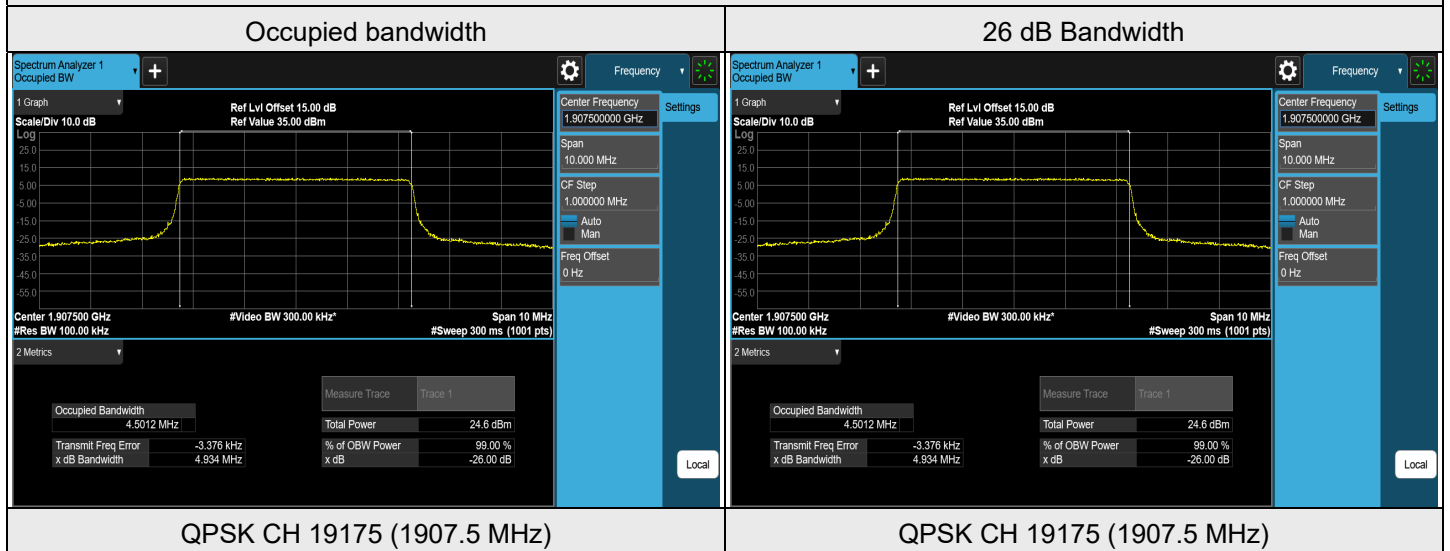 Occupied bandwidth
26 dB Bandwidth
Spectrum Analyzer 1
Occupied BW
Frequency
1 Graph
Scale/Div 10.0 dB
Ref Lvl Offset 15.00 dB
Ref Value 35.00 dBm
Log
25.0
15.0
5.00
-5.00
-15.0
-25.0
-35.0
-45.0
-55.0
Center 1.907500 GHz
#Video BW 300.00 kHz*
Span 10 MHz
#Res BW 100.00 kHz
#Sweep 300 ms (1001 pts)
Center Frequency
1.907500000 GHz
Settings
Span
10.000 MHz
CF Step
1.000000 MHz
Auto
Man
Freq Offset
0 Hz
2 Metrics
Measure Trace Trace 1
Occupied Bandwidth
4.5012 MHz
Total Power 24.6 dBm
Transmit Freq Error -3.376 kHz
% of OBW Power 99.00 %
x dB Bandwidth 4.934 MHz
x dB -26.00 dB
Local
Spectrum Analyzer 1
Occupied BW
Frequency
1 Graph
Scale/Div 10.0 dB
Ref Lvl Offset 15.00 dB
Ref Value 35.00 dBm
Log
25.0
15.0
5.00
-5.00
-15.0
-25.0
-35.0
-45.0
-55.0
Center 1.907500 GHz
#Video BW 300.00 kHz*
Span 10 MHz
#Res BW 100.00 kHz
#Sweep 300 ms (1001 pts)
Center Frequency
1.907500000 GHz
Settings
Span
10.000 MHz
CF Step
1.000000 MHz
Auto
Man
Freq Offset
0 Hz
2 Metrics
Measure Trace Trace 1
Occupied Bandwidth
4.5012 MHz
Total Power 24.6 dBm
Transmit Freq Error -3.376 kHz
% of OBW Power 99.00 %
x dB Bandwidth 4.934 MHz
x dB -26.00 dB
Local
QPSK CH 19175 (1907.5 MHz)
QPSK CH 19175 (1907.5 MHz)